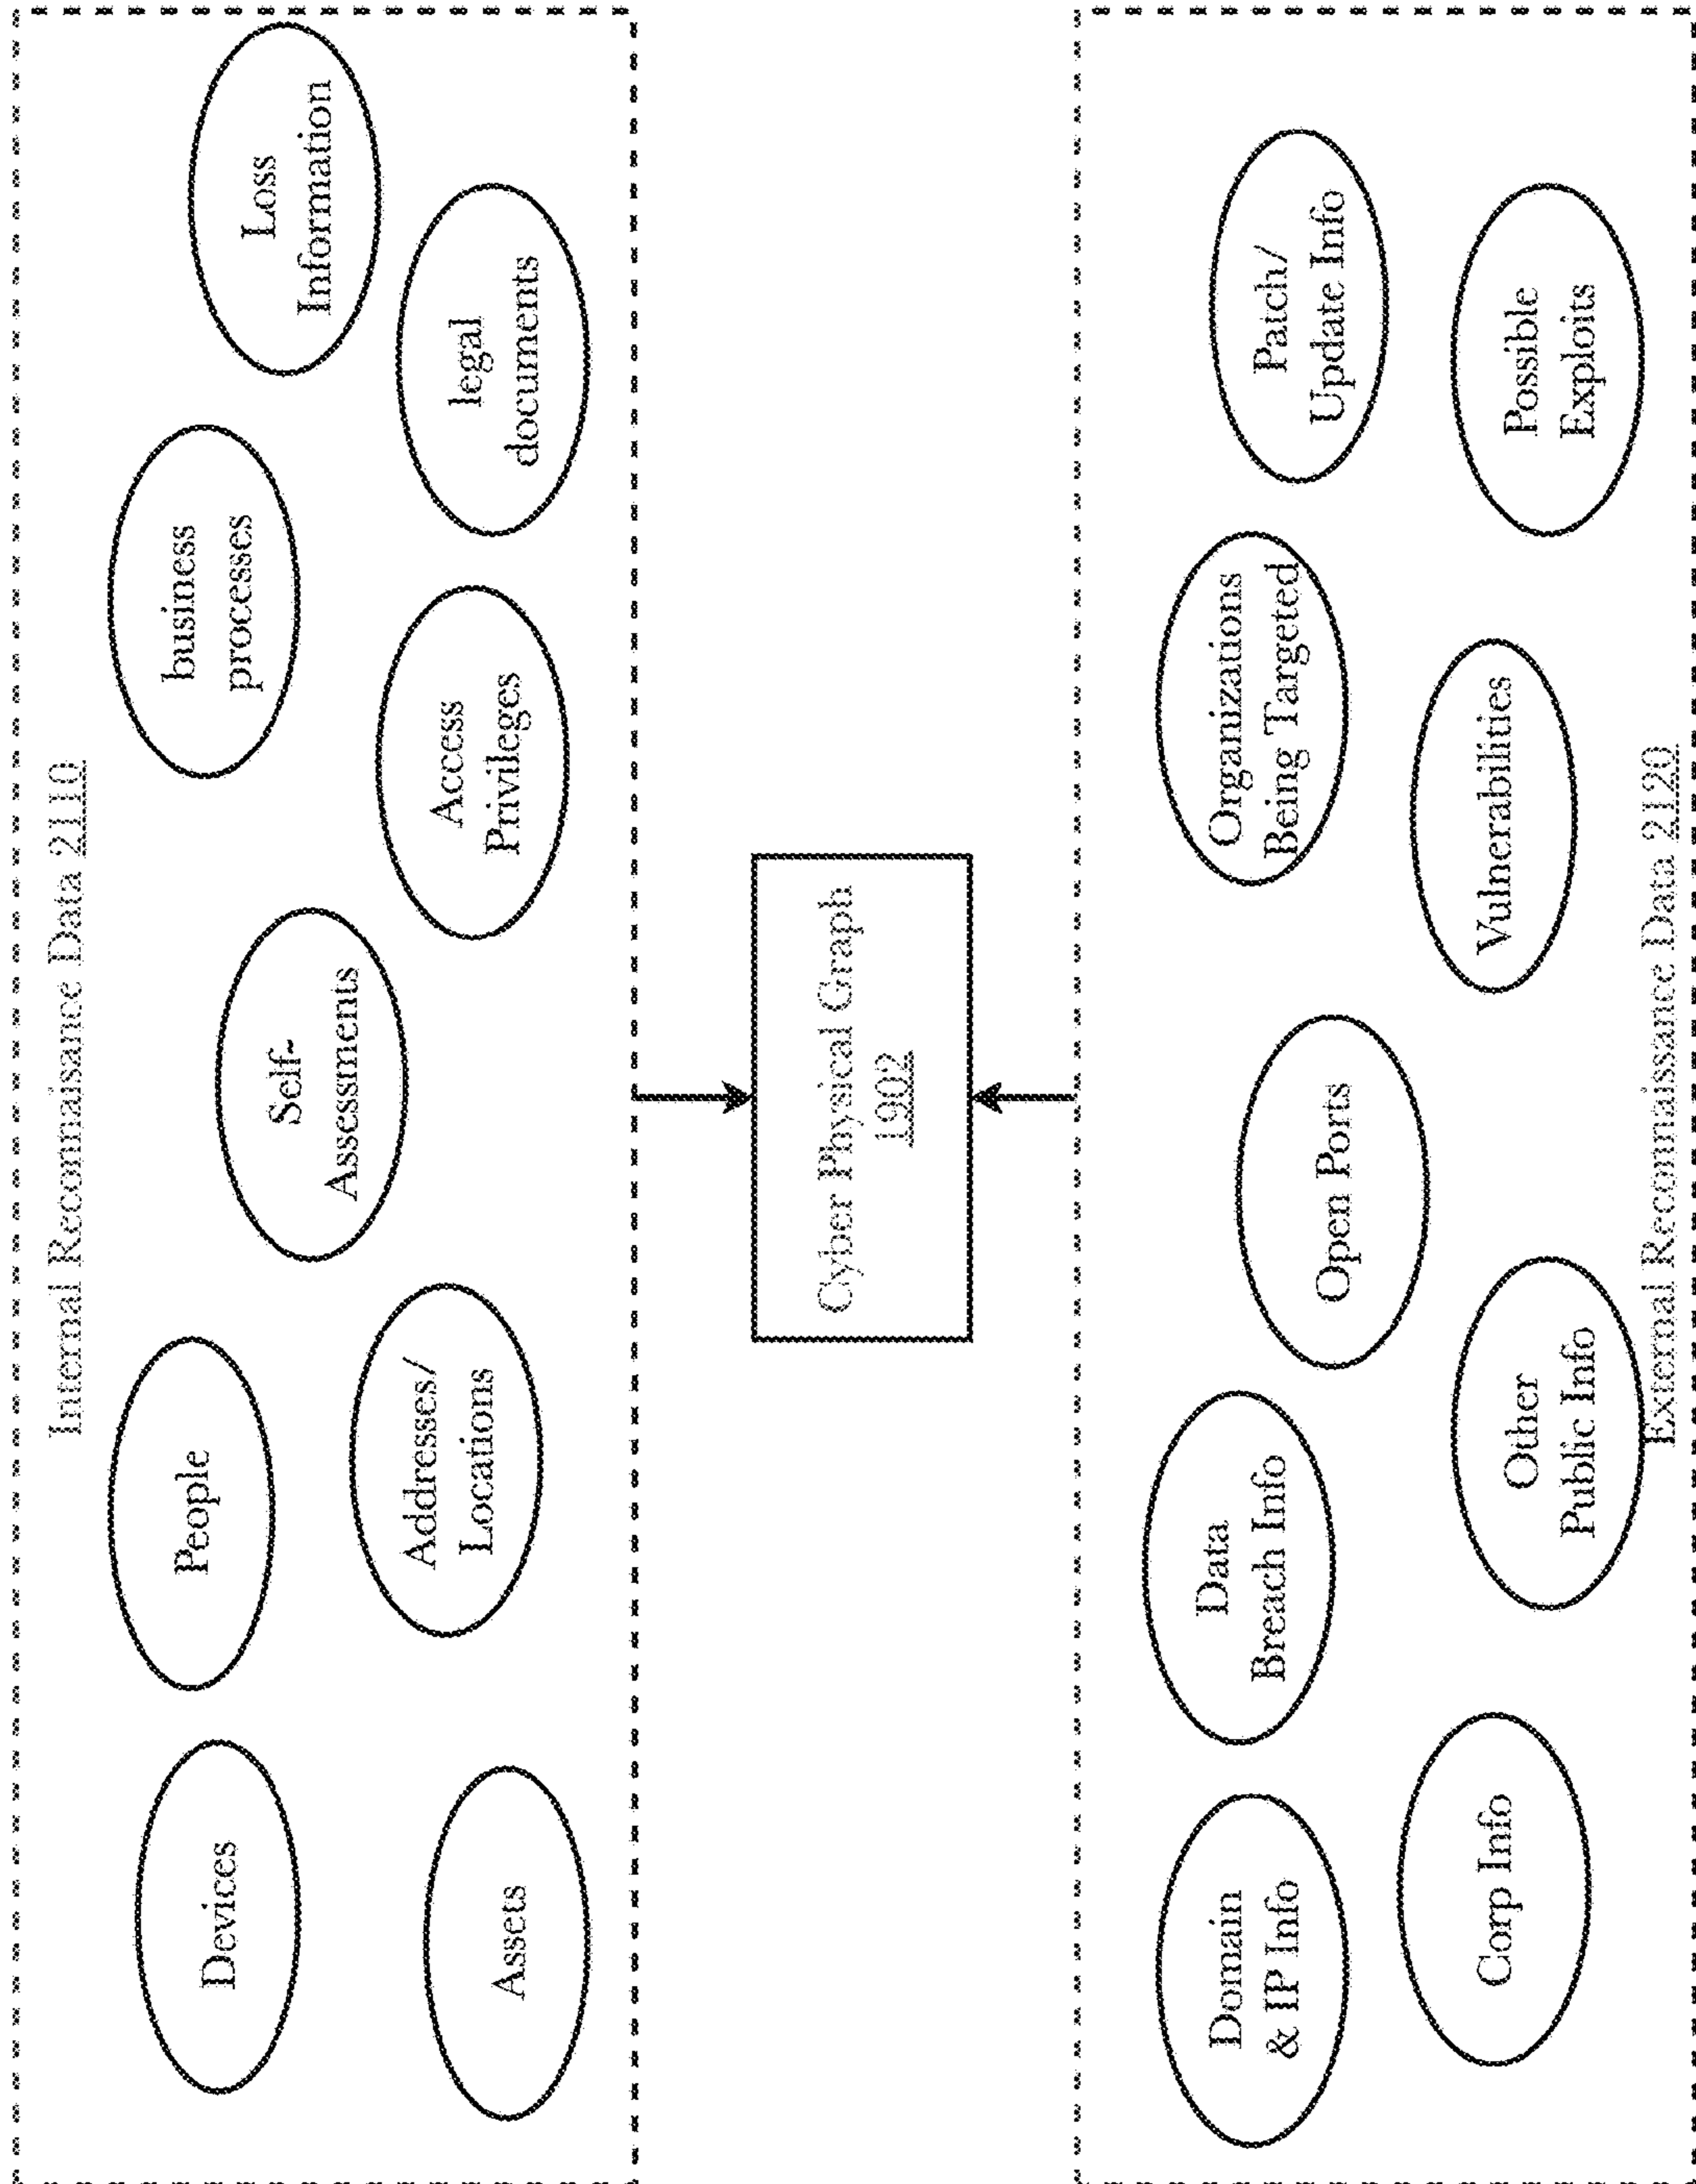 Internal Reconnaissance Data 2110
Devices
People
business
processes
Loss
Information
Self-
Assessments
Assets
Addresses/
Locations
Access
Privileges
legal
documents
Cyber Physical Graph
1902
Domain
& IP Info
Data
Breach Info
Open Ports
Organizations
Being Targeted
Patch/
Update Info
Corp Info
Other
Public Info
Vulnerabilities
Possible
Exploits
External Reconnaissance Data 2120